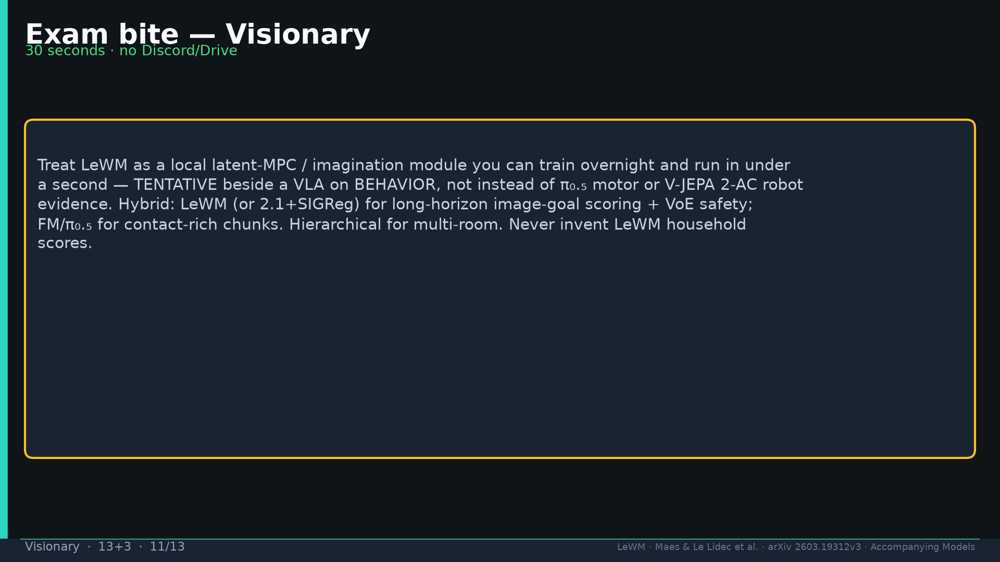 Exam bite — Visionary
30 seconds · no Discord/Drive
Treat LeWM as a local latent-MPC / imagination module you can train overnight and run in under
a second — TENTATIVE beside a VLA on BEHAVIOR, not instead of π₀.₅ motor or V-JEPA 2-AC robot
evidence. Hybrid: LeWM (or 2.1+SIGReg) for long-horizon image-goal scoring + VoE safety;
FM/π₀.₅ for contact-rich chunks. Hierarchical for multi-room. Never invent LeWM household
scores.
Visionary · 13+3 · 11/13
LeWM · Maes & Le Lidec et al. · arXiv 2603.19312v3 · Accompanying Models